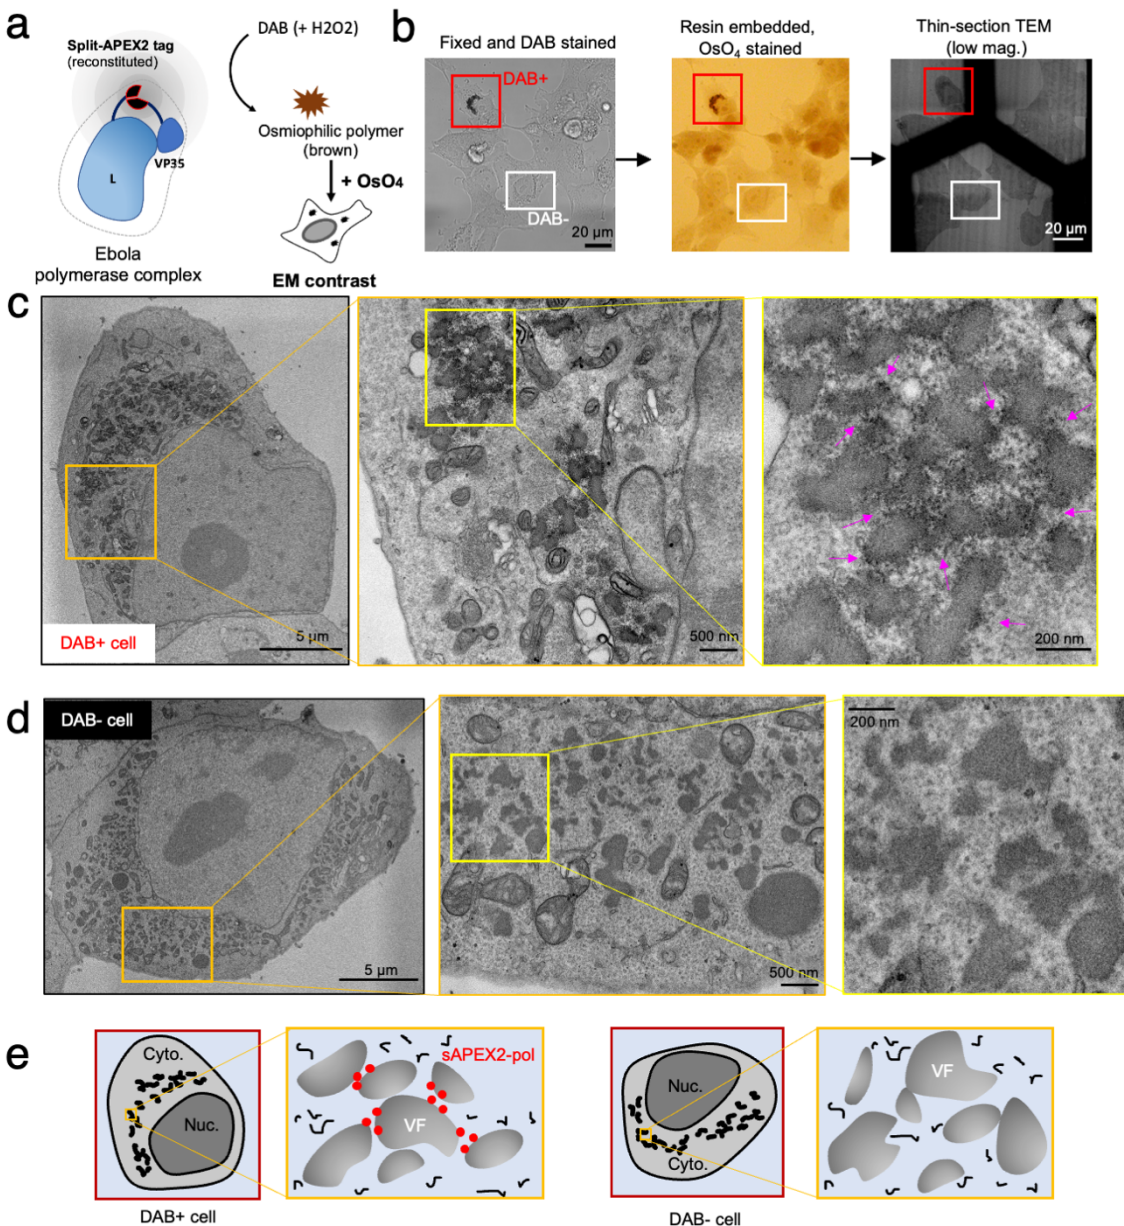 a
Split-APEX2 tag
(reconstituted)
L
VP35
Ebola
polymerase complex
DAB (+ H2O2)
Osmiophilic polymer
(brown)
+ OsO4
EM contrast
b
Fixed and DAB stained
DAB+
DAB-
20 µm
Resin embedded,
OsO₄ stained
Thin-section TEM
(low mag.)
20 µm
c
DAB+ cell
5 µm
500 nm
200 nm
d
DAB- cell
5 µm
500 nm
200 nm
e
Cyto.
Nuc.
DAB+ cell
sAPEX2-pol
VF
Nuc.
Cyto.
DAB- cell
VF